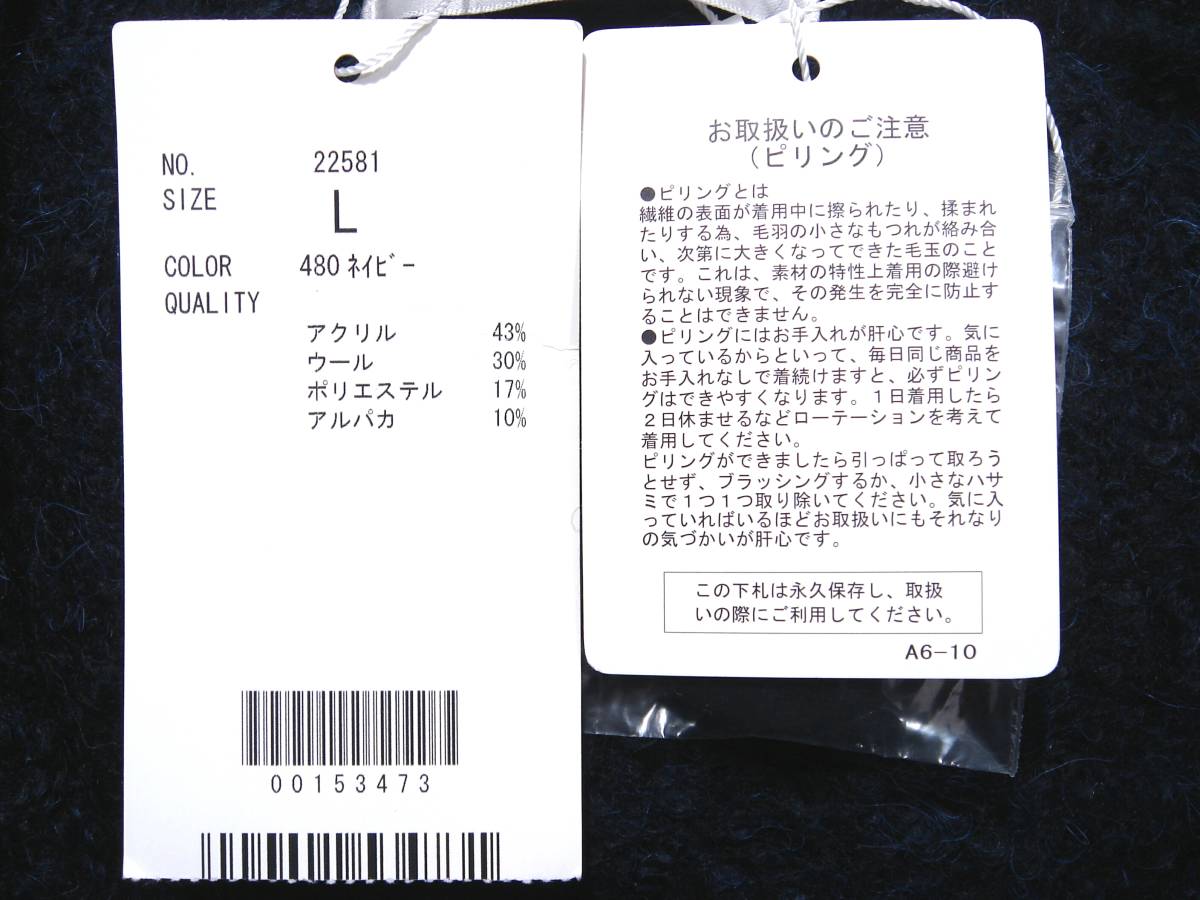 NO. 22581
SIZE L
COLOR 480 ネイビー
QUALITY
アクリル 43%
ウール 30%
ポリエステル 17%
アルパカ 10%
00153473
お取扱いのご注意
（ピリング）
●ピリングとは
繊維の表面が着用中に擦られたり、揉まれ
たりする為、毛羽の小さなもつれが絡み合
い、次第に大きくなってできた毛玉のこと
です。これは、素材の特性上着用の際避け
られない現象で、その発生を完全に防止す
ることはできません。
●ピリングにはお手入れが肝心です。気に
入っているからといって、毎日同じ商品を
お手入れなしで着続けますと、必ずピリン
グはできやすくなります。１日着用したら
２日休ませるなどローテーションを考えて
着用してください。
ピリングができましたら引っぱって取ろう
とせず、ブラッシングするか、小さなハサ
ミで１つ１つ取り除いてください。気に入
っていればいるほどお取扱いにもそれなり
の気づかいが肝心です。
この下札は永久保存し、取扱
いの際にご利用してください。
A6-10